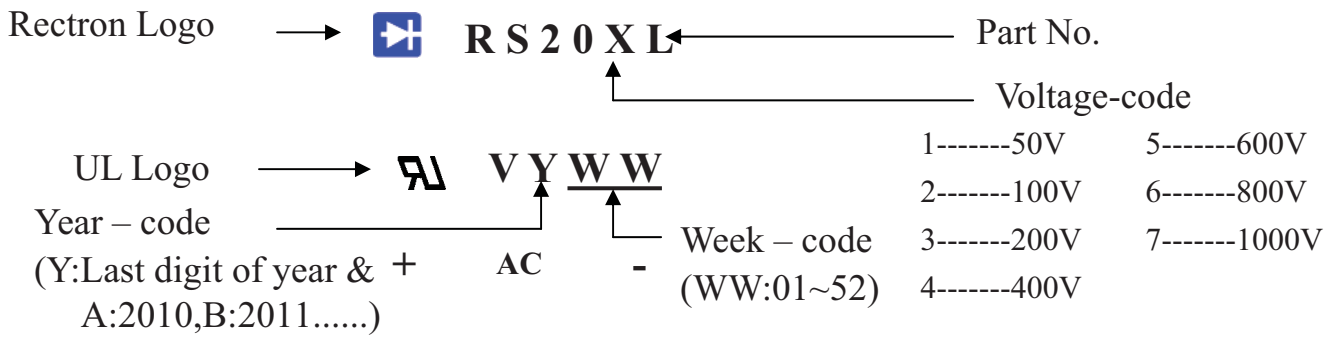 Rectron Logo R S 2 0 X L Part No.
Voltage-code
1-------50V 5-------600V
UL Logo RU V Y W W
2-------100V 6-------800V
Year – code
Week – code 3-------200V 7-------1000V
(Y:Last digit of year & + AC -
(WW:01~52) 4-------400V
A:2010,B:2011......)